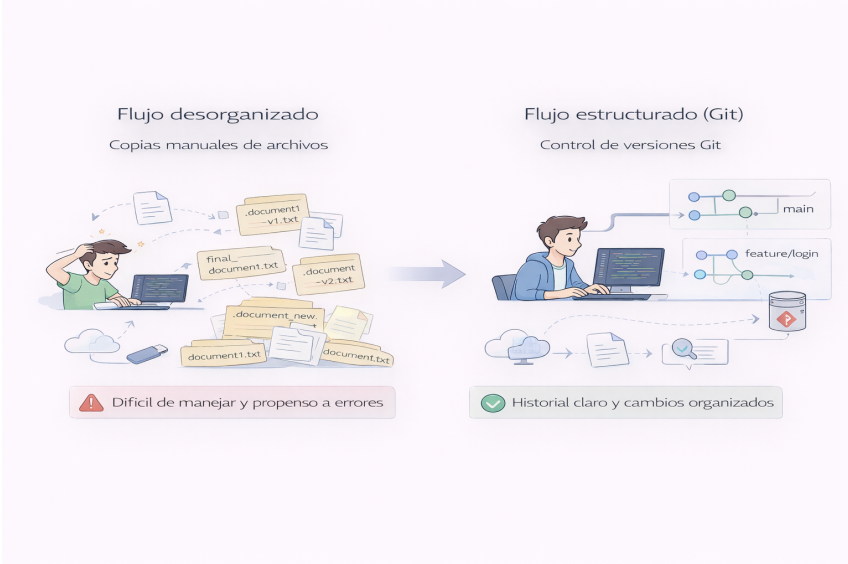 Flujo desorganizado
Copias manuales de archivos
.document1
–v1.txt
final_
document1.txt
.document
–v2.txt
.document_new.
document1.txt
document.txt
Difícil de manejar y propenso a errores
Flujo estructurado (Git)
Control de versiones Git
main
feature/login
Historial claro y cambios organizados